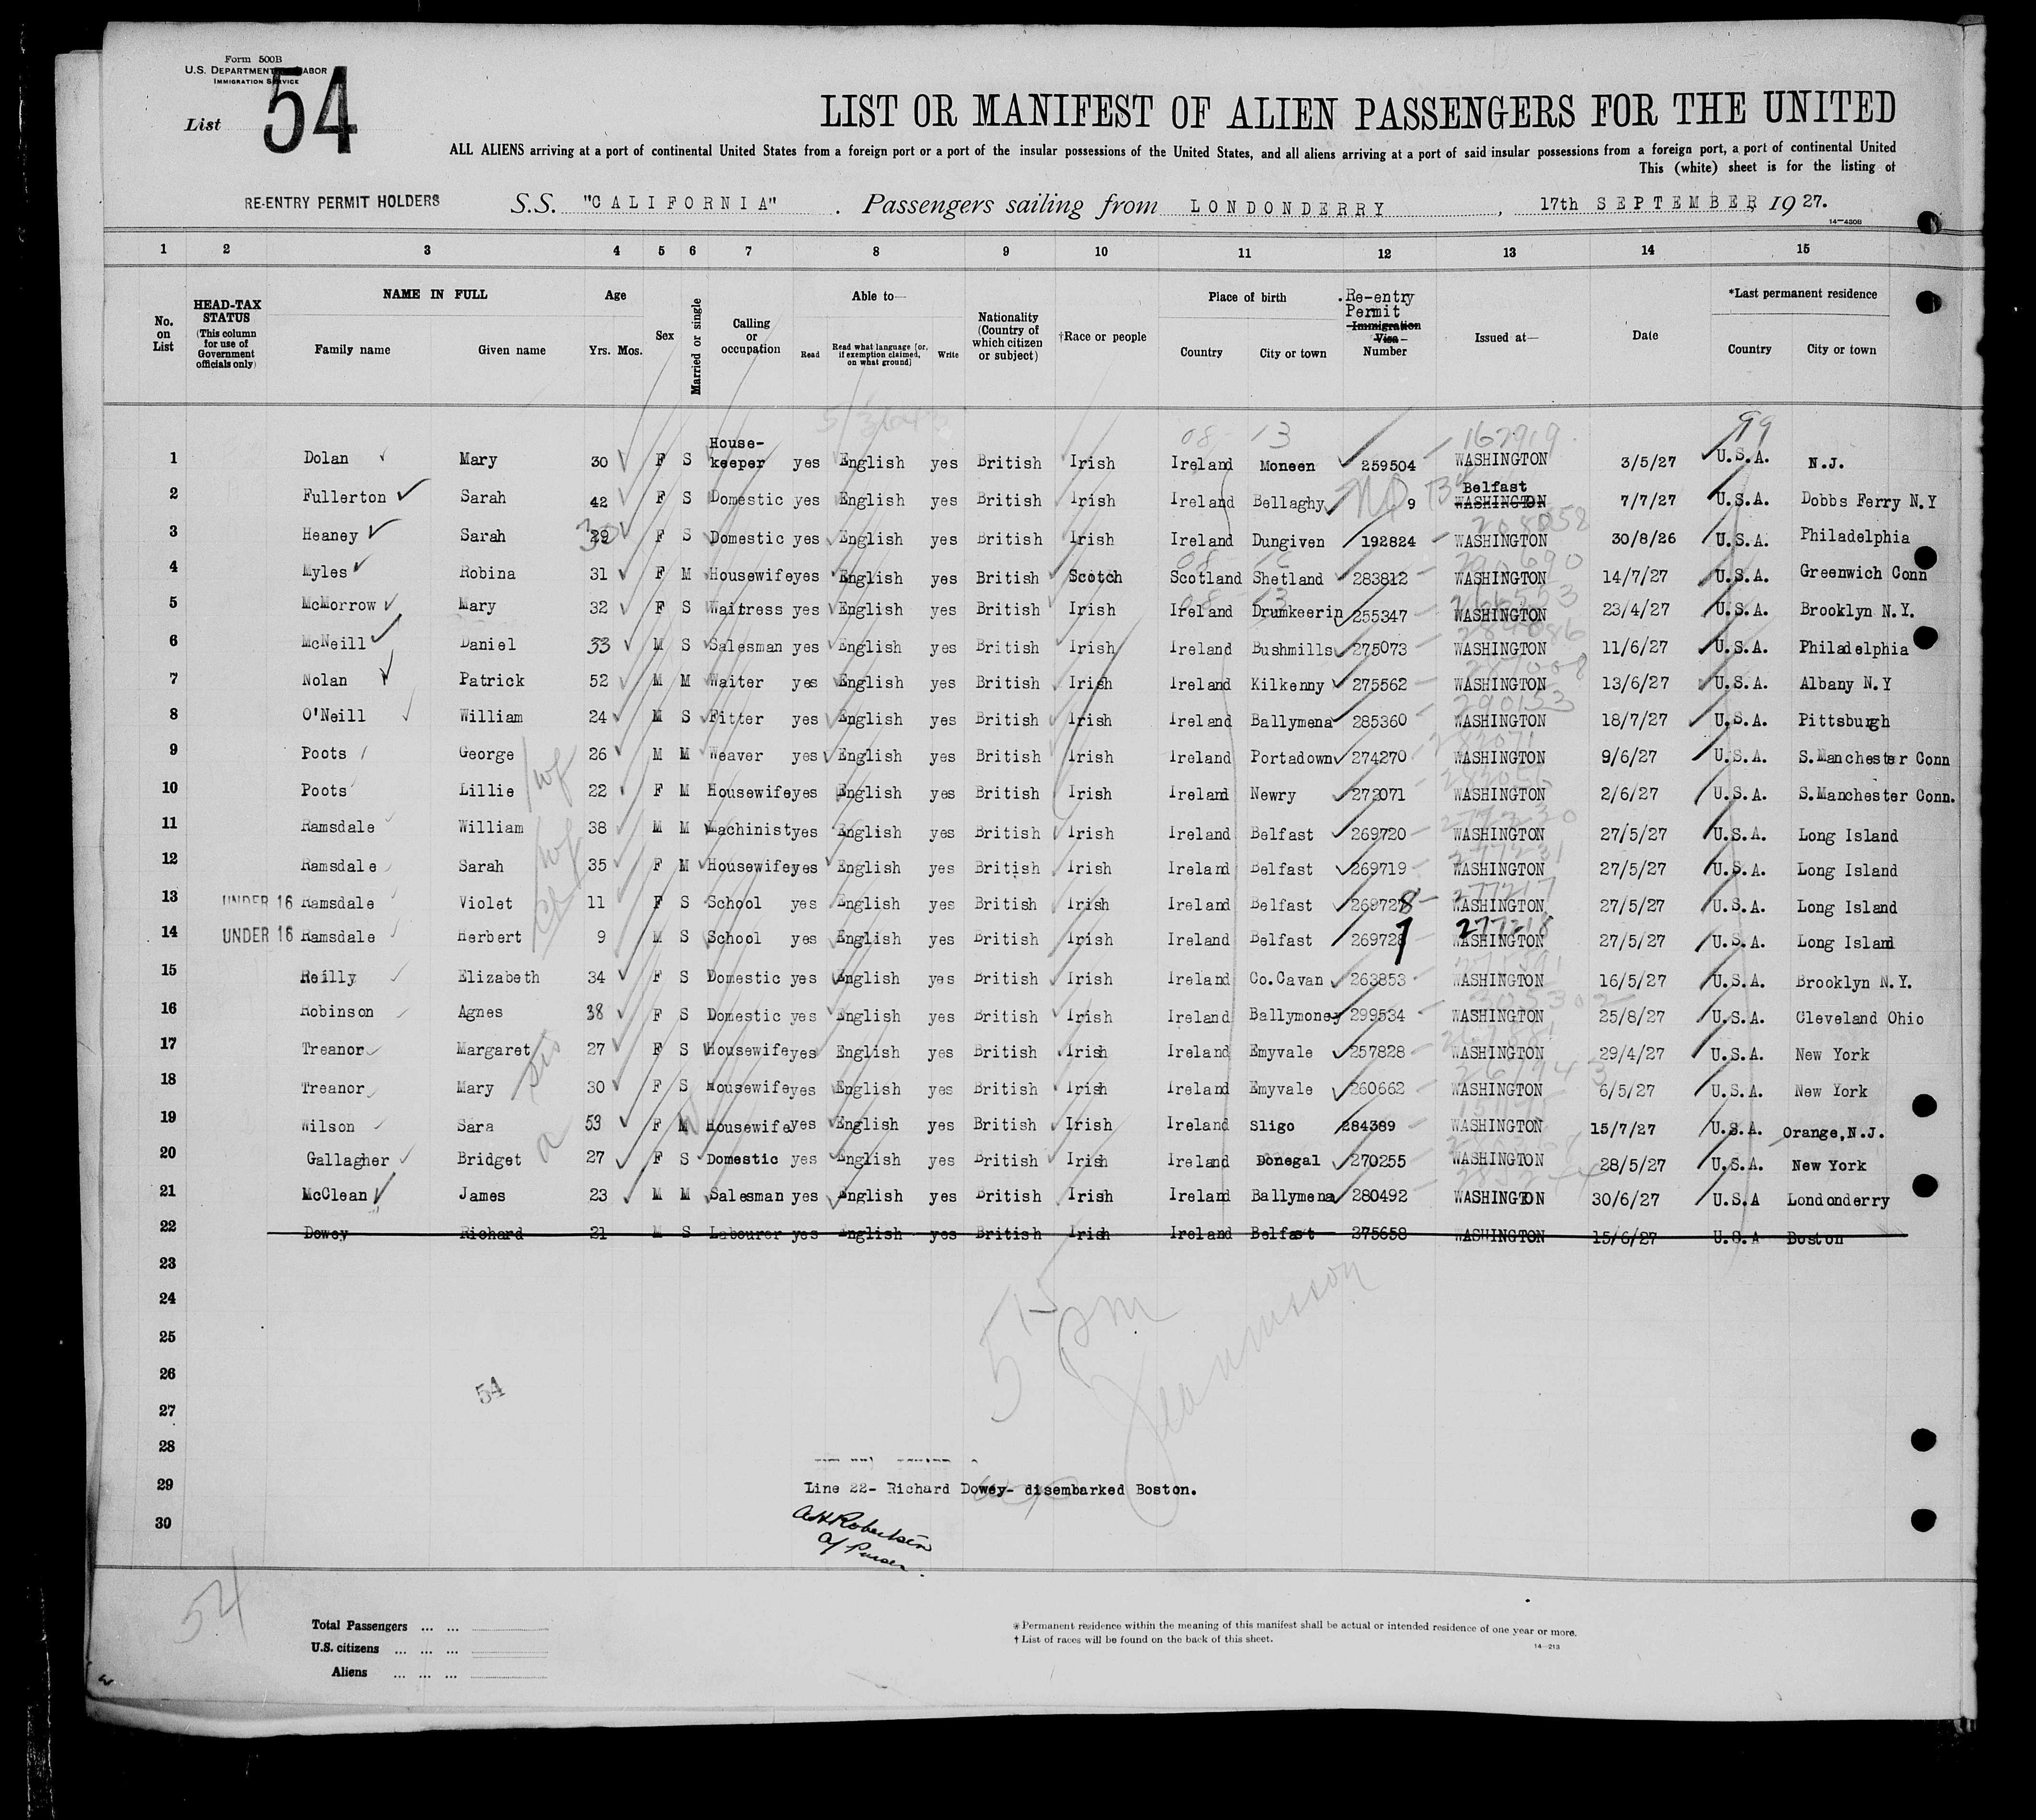 Form 500B
U.S. DEPARTMENT LABOR
IMMIGRATION SERVICE
List 54
LIST OR MANIFEST OF ALIEN PASSENGERS FOR THE UNITED
ALL ALIENS arriving at a port of continental United States from a foreign port or a port of the insular possessions of the United States, and all aliens arriving at a port of said insular possessions from a foreign port, a port of continental United
This (white) sheet is for the listing of
RE-ENTRY PERMIT HOLDERS S.S. "CALIFORNIA" . Passengers sailing from LONDONDERRY , 17th SEPTEMBER, 1927.
14—450B
1 2 3 4 5 6 7 8 9 10 11 12 13 14 15
No. on List
HEAD-TAX STATUS (This column for use of Government officials only)
NAME IN FULL
Family name Given name
Age
Yrs. Mos.
Sex
Married or single
Calling or occupation
Able to—
Read
Read what language [or, if exemption claimed, on what ground]
Write
Nationality (Country of which citizen or subject)
†Race or people
Place of birth
Country City or town
Re-entry Permit
Immigration Visa
Number
Issued at—
Date
*Last permanent residence
Country City or town
1 Dolan Mary 30 F S House-keeper yes English yes British Irish Ireland Moneen 259504 WASHINGTON 3/5/27 U.S.A. N.J.
2 Fullerton Sarah 42 F S Domestic yes English yes British Irish Ireland Bellaghy 9 Belfast WASHINGTON 7/7/27 U.S.A. Dobbs Ferry N.Y
3 Heaney Sarah 29 30 F S Domestic yes English yes British Irish Ireland Dungiven 192824 WASHINGTON 30/8/26 U.S.A. Philadelphia
4 Myles Robina 31 F M Housewife yes English yes British Scotch Scotland Shetland 283812 WASHINGTON 14/7/27 U.S.A. Greenwich Conn
5 McMorrow Mary 32 F S Waitress yes English yes British Irish Ireland Drumkeerin 255347 WASHINGTON 23/4/27 U.S.A. Brooklyn N.Y.
6 McNeill Daniel 33 M S Salesman yes English yes British Irish Ireland Bushmills 275073 WASHINGTON 11/6/27 U.S.A. Philadelphia
7 Nolan Patrick 52 M M Waiter yes English yes British Irish Ireland Kilkenny 275562 WASHINGTON 13/6/27 U.S.A. Albany N.Y
8 O'Neill William 24 M S Fitter yes English yes British Irish Ireland Ballymena 285360 WASHINGTON 18/7/27 U.S.A. Pittsburgh
9 Poots George 26 M M Weaver yes English yes British Irish Ireland Portadown 274270 WASHINGTON 9/6/27 U.S.A. S.Manchester Conn
10 Poots Lillie wf 22 F M Housewife yes English yes British Irish Ireland Newry 272071 WASHINGTON 2/6/27 U.S.A. S.Manchester Conn.
11 Ramsdale William 38 M M Machinist yes English yes British Irish Ireland Belfast 269720 WASHINGTON 27/5/27 U.S.A. Long Island
12 Ramsdale Sarah wf 35 F M Housewife yes English yes British Irish Ireland Belfast 269719 WASHINGTON 27/5/27 U.S.A. Long Island
13 UNDER 16 Ramsdale Violet 11 F S School yes English yes British Irish Ireland Belfast 269728 WASHINGTON 27/5/27 U.S.A. Long Island
14 UNDER 16 Ramsdale Herbert 9 M S School yes English yes British Irish Ireland Belfast 269727 277218 WASHINGTON 27/5/27 U.S.A. Long Island
15 Reilly Elizabeth 34 F S Domestic yes English yes British Irish Ireland Co.Cavan 263853 WASHINGTON 16/5/27 U.S.A. Brooklyn N.Y.
16 Robinson Agnes 38 F S Domestic yes English yes British Irish Ireland Ballymoney 299534 WASHINGTON 25/8/27 U.S.A. Cleveland Ohio
17 Treanor Margaret 27 F S Housewife yes English yes British Irish Ireland Emyvale 257828 WASHINGTON 29/4/27 U.S.A. New York
18 Treanor Mary sis 30 F S Housewife yes English yes British Irish Ireland Emyvale 260662 WASHINGTON 6/5/27 U.S.A New York
19 Wilson Sara 59 F M Housewife yes English yes British Irish Ireland Sligo 284389 WASHINGTON 15/7/27 U.S.A. Orange,N.J.
20 Gallagher Bridget 27 F S Domestic yes English yes British Irish Ireland Donegal 270255 WASHINGTON 28/5/27 U.S.A. New York
21 McClean James 23 M M Salesman yes English yes British Irish Ireland Ballymena 280492 WASHINGTON 30/6/27 U.S.A Londonderry
22 Dowey Richard 21 M S Labourer yes English yes British Irish Ireland Belfast 275658 WASHINGTON 15/6/27 U.S.A Boston
23
24
25
26
27
28
29
30
5 15 pm
54
Line 22- Richard Dowey- disembarked Boston.
A H Robertson
A/ Purser
54
Total Passengers ... ...
U.S. citizens ... ... ...
Aliens ... ... ...
* Permanent residence within the meaning of this manifest shall be actual or intended residence of one year or more.
† List of races will be found on the back of this sheet.
14—213